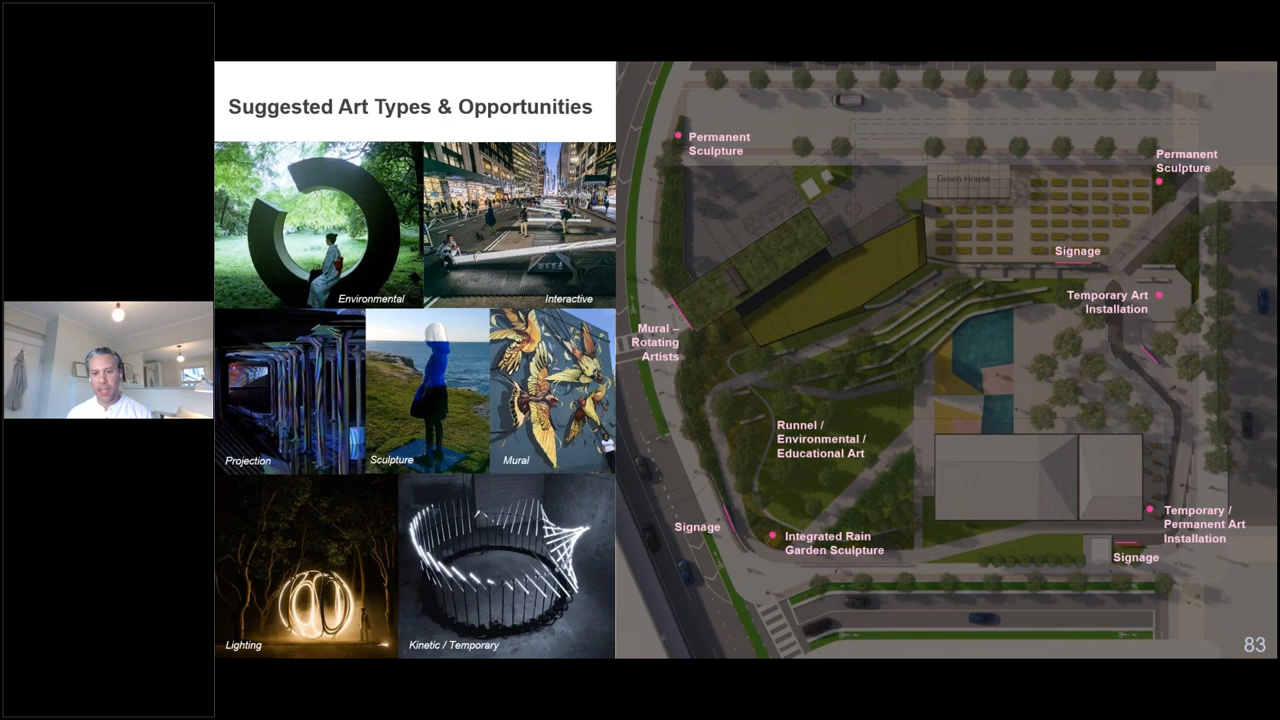 Suggested Art Types & Opportunities
Environmental
Interactive
Projection
Sculpture
Mural
Lighting
Kinetic / Temporary
Permanent
Sculpture
Permanent
Sculpture
Green House
Signage
Temporary Art
Installation
Mural –
Rotating
Artists
Runnel /
Environmental /
Educational Art
Signage
Integrated Rain
Garden Sculpture
Temporary /
Permanent Art
Installation
Signage
83